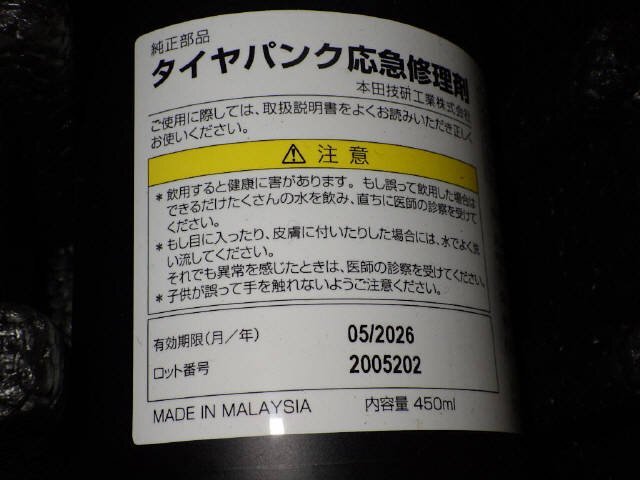 純正部品
タイヤパンク応急修理剤
本田技研工業株式会社
ご使用に際しては、取扱説明書をよくお読みいただき正しく
お使いください。
⚠ 注意
* 飲用すると健康に害があります。もし誤って飲用した場合は
できるだけたくさんの水を飲み、直ちに医師の診察を受けて
ください。
* もし目に入ったり、皮膚に付いたりした場合には、水でよく洗
い流してください。
それでも異常を感じたときは、医師の診察を受けてください。
* 子供が誤って手を触れないようご注意ください。
有効期限(月/年) 05/2026
ロット番号 2005202
MADE IN MALAYSIA 内容量 450ml